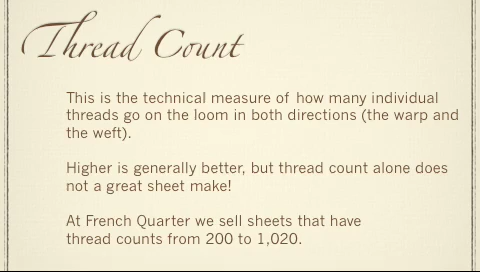 Thread Count
This is the technical measure of how many individual
threads go on the loom in both directions (the warp and
the weft).
Higher is generally better, but thread count alone does
not a great sheet make!
At French Quarter we sell sheets that have
thread counts from 200 to 1,020.